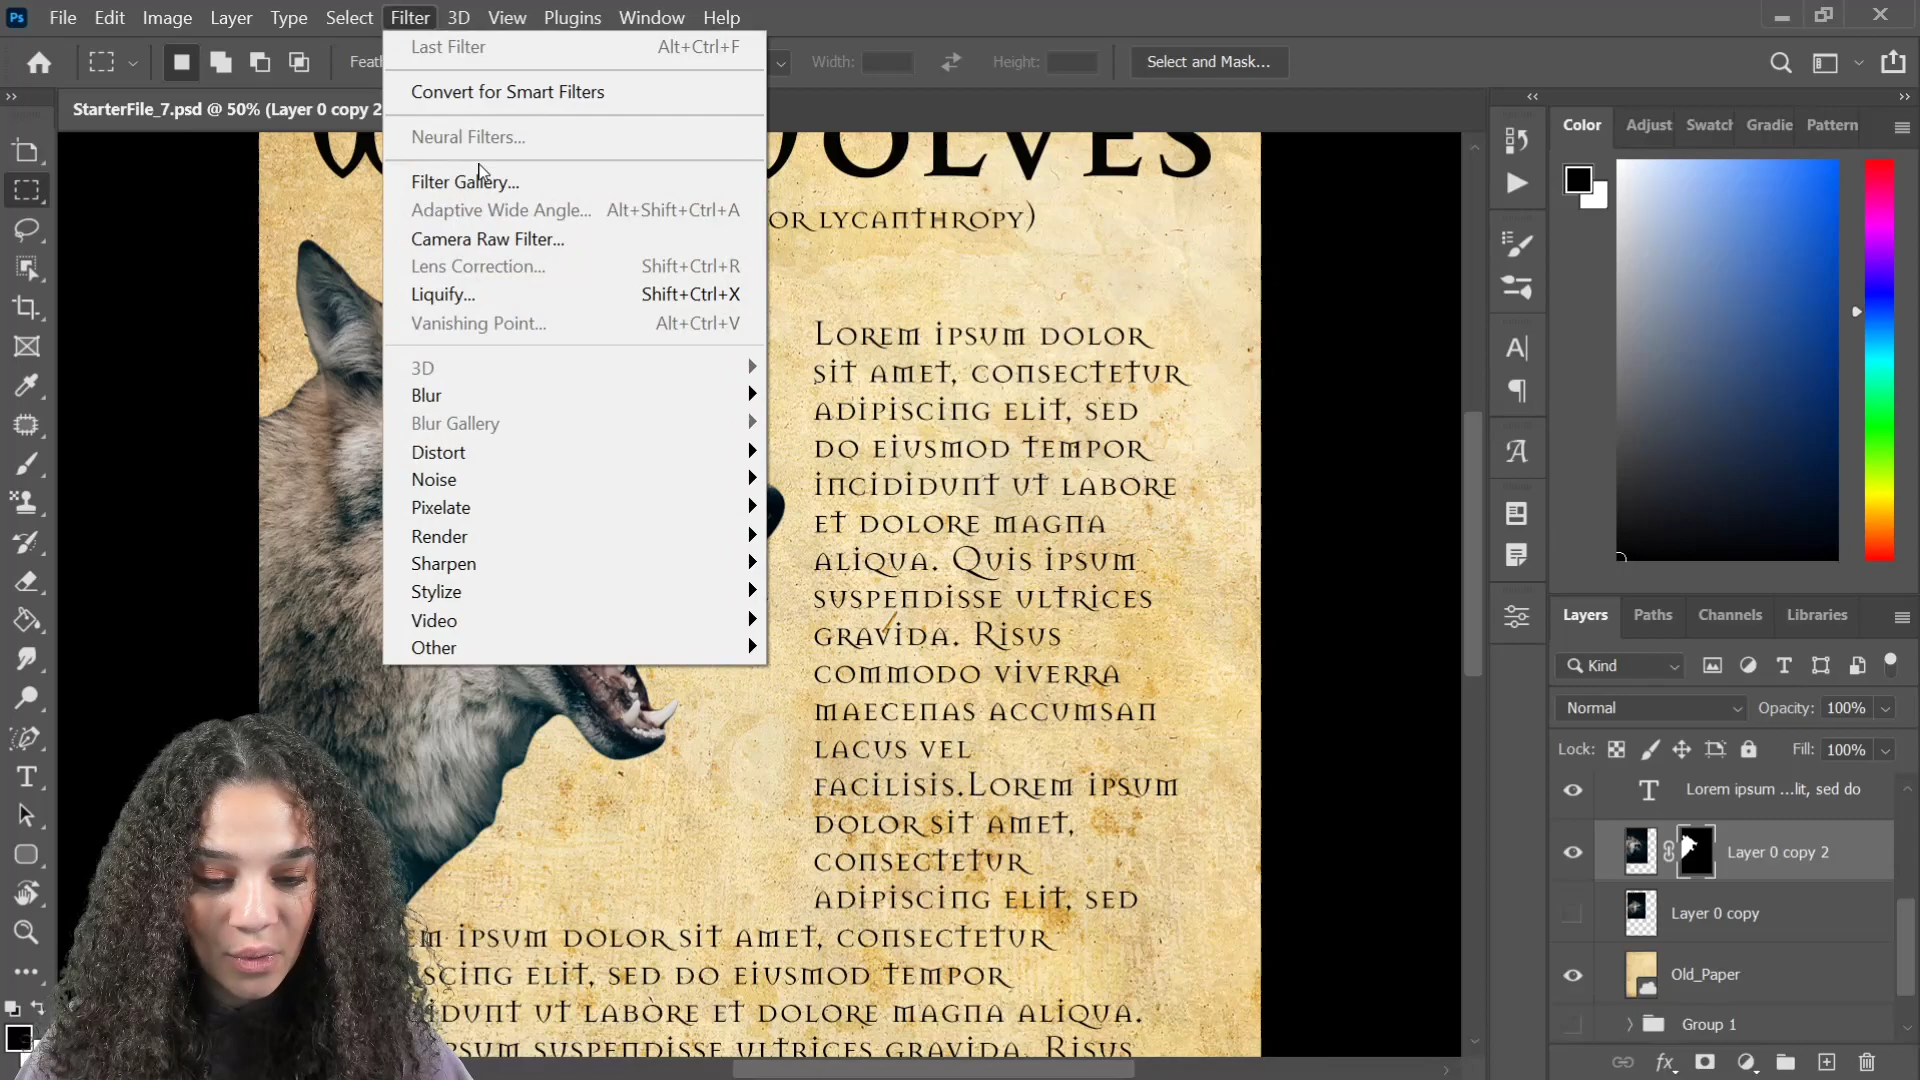 Ps File Edit Image Layer Type Select Filter 3D View Plugins Window Help
Last Filter Alt+Ctrl+F
Convert for Smart Filters
Neural Filters...
Filter Gallery...
Adaptive Wide Angle... Alt+Shift+Ctrl+A
Camera Raw Filter...
Lens Correction... Shift+Ctrl+R
Liquify... Shift+Ctrl+X
Vanishing Point... Alt+Ctrl+V
3D
Blur
Blur Gallery
Distort
Noise
Pixelate
Render
Sharpen
Stylize
Video
Other
Width: Height: Select and Mask...
StarterFile_7.psd @ 50% (Layer 0 copy 2
OLVES
OR LYCANTHROPY)
Lorem ipsum dolor
sit amet, consectetur
adipiscing elit, sed
do eiusmod tempor
incididunt ut labore
et dolore magna
aliqua. Quis ipsum
suspendisse ultrices
gravida. Risus
commodo viverra
maecenas accumsan
lacus vel
facilisis.Lorem ipsum
dolor sit amet,
consectetur
adipiscing elit, sed
em ipsum dolor sit amet, consectetur
scing elit, sed do eiusmod tempor
idunt ut labore et dolore magna aliqua.
psum suspendisse ultrices gravida. Risus
Color Adjust Swatch Gradie Pattern
Layers Paths Channels Libraries
Kind
Normal Opacity: 100%
Lock: Fill: 100%
Lorem ipsum ...lit, sed do
Layer 0 copy 2
Layer 0 copy
Old_Paper
Group 1